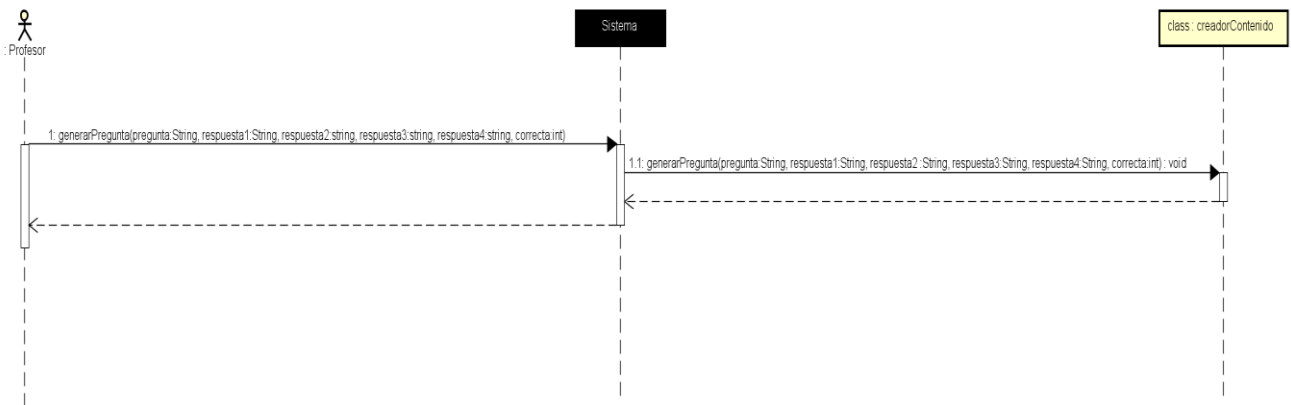 : Profesor
Sistema
class : creadorContenido
1: generarPregunta(pregunta:String, respuesta1:String, respuesta2:string, respuesta3:string, respuesta4:string, correcta:int)
1.1: generarPregunta(pregunta:String, respuesta1:String, respuesta2 :String, respuesta3:String, respuesta4:String, correcta:int) : void